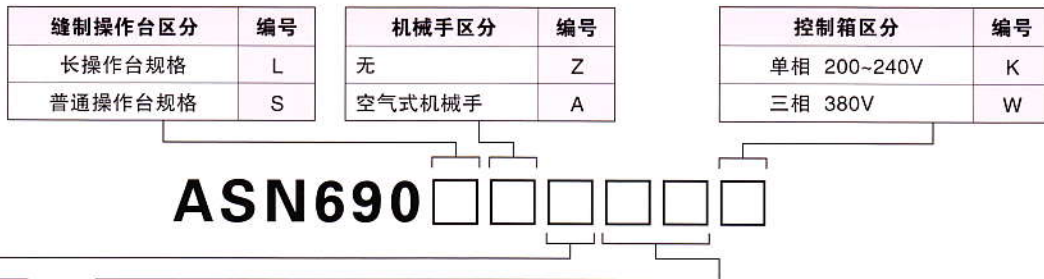 缝制操作台区分 编号
长操作台规格 L
普通操作台规格 S
机械手区分 编号
无 Z
空气式机械手 A
控制箱区分 编号
单相 200~240V K
三相 380V W
ASN690□□□□□□